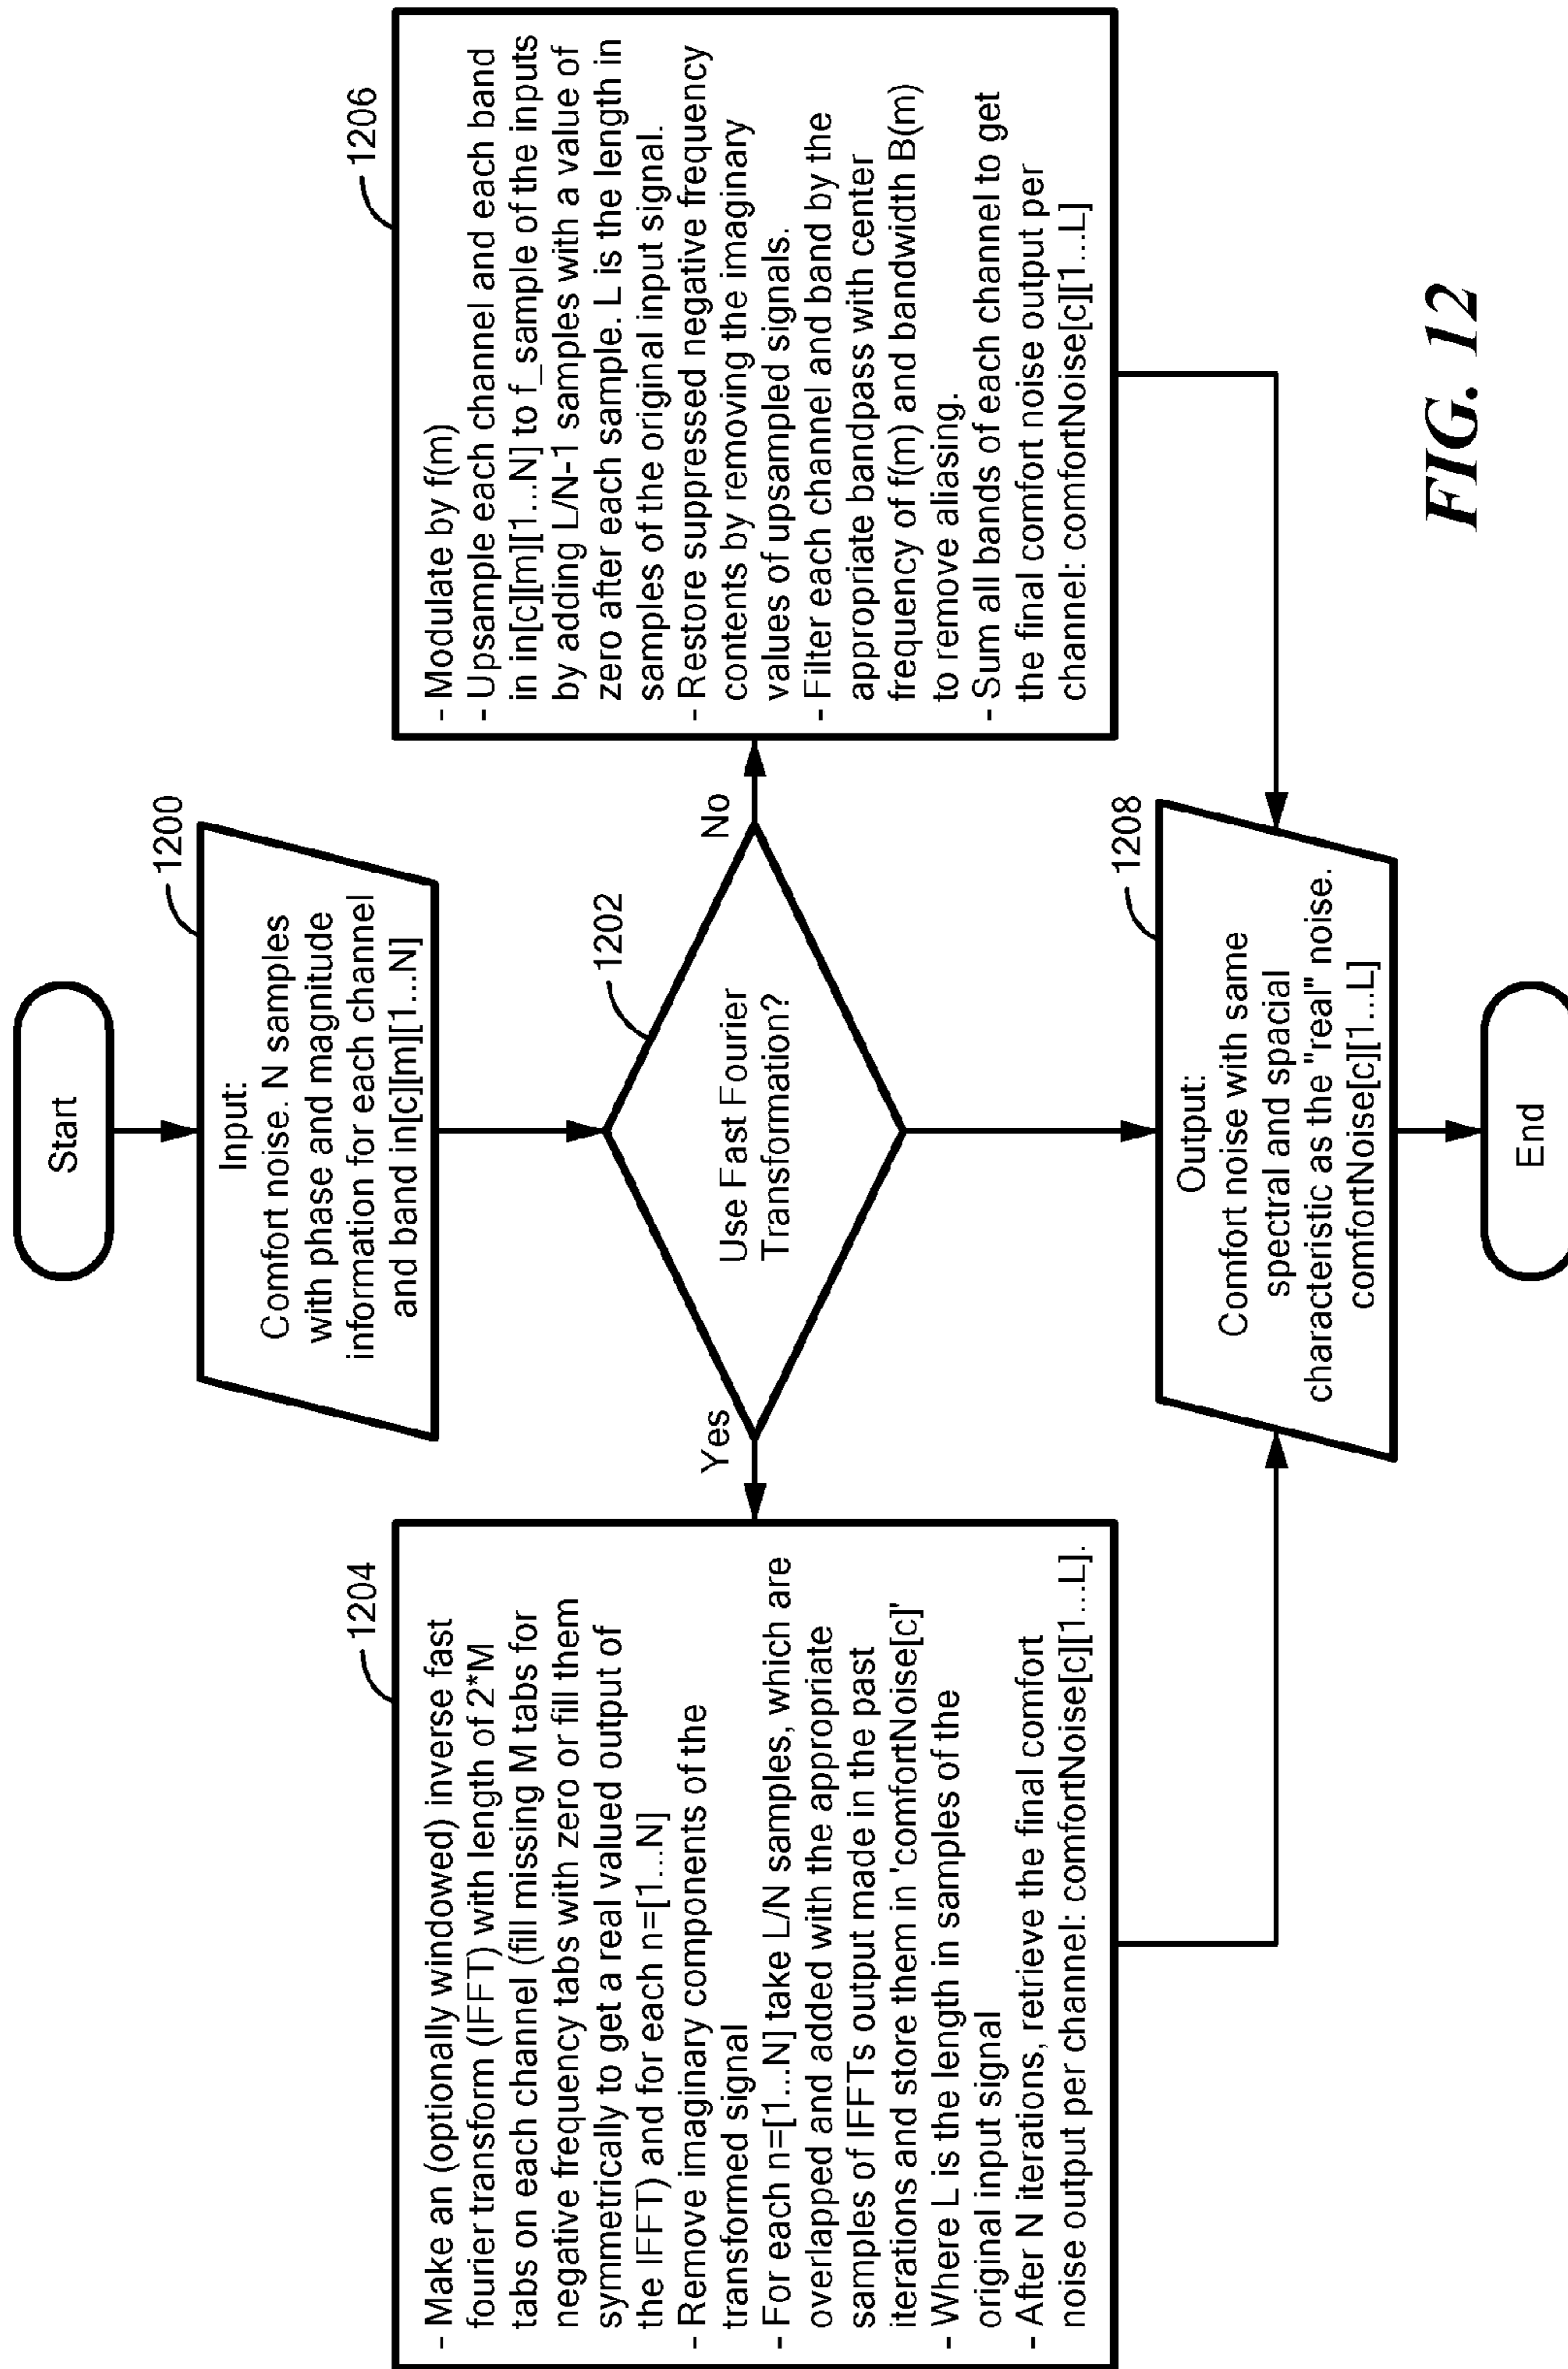 Start
1200
Input:
Comfort noise. N samples
with phase and magnitude
information for each channel
and band in[c][m][1...N]
1202
Use Fast Fourier
Transformation?
Yes
No
1204
- Make an (optionally windowed) inverse fast
fourier transform (IFFT) with length of 2*M
tabs on each channel (fill missing M tabs for
negative frequency tabs with zero or fill them
symmetrically to get a real valued output of
the IFFT) and for each n=[1...N]
- Remove imaginary components of the
transformed signal
- For each n=[1...N] take L/N samples, which are
overlapped and added with the appropriate
samples of IFFTs output made in the past
iterations and store them in 'comfortNoise[c]'
- Where L is the length in samples of the
original input signal
- After N iterations, retrieve the final comfort
noise output per channel: comfortNoise[c][1...L].
1206
- Modulate by f(m)
- Upsample each channel and each band
in in[c][m][1...N] to f_sample of the inputs
by adding L/N-1 samples with a value of
zero after each sample. L is the length in
samples of the original input signal.
- Restore suppressed negative frequency
contents by removing the imaginary
values of upsampled signals.
- Filter each channel and band by the
appropriate bandpass with center
frequency of f(m) and bandwidth B(m)
to remove aliasing.
- Sum all bands of each channel to get
the final comfort noise output per
channel: comfortNoise[c][1...L]
1208
Output:
Comfort noise with same
spectral and spacial
characteristic as the "real" noise.
comfortNoise[c][1...L]
End
FIG. 12